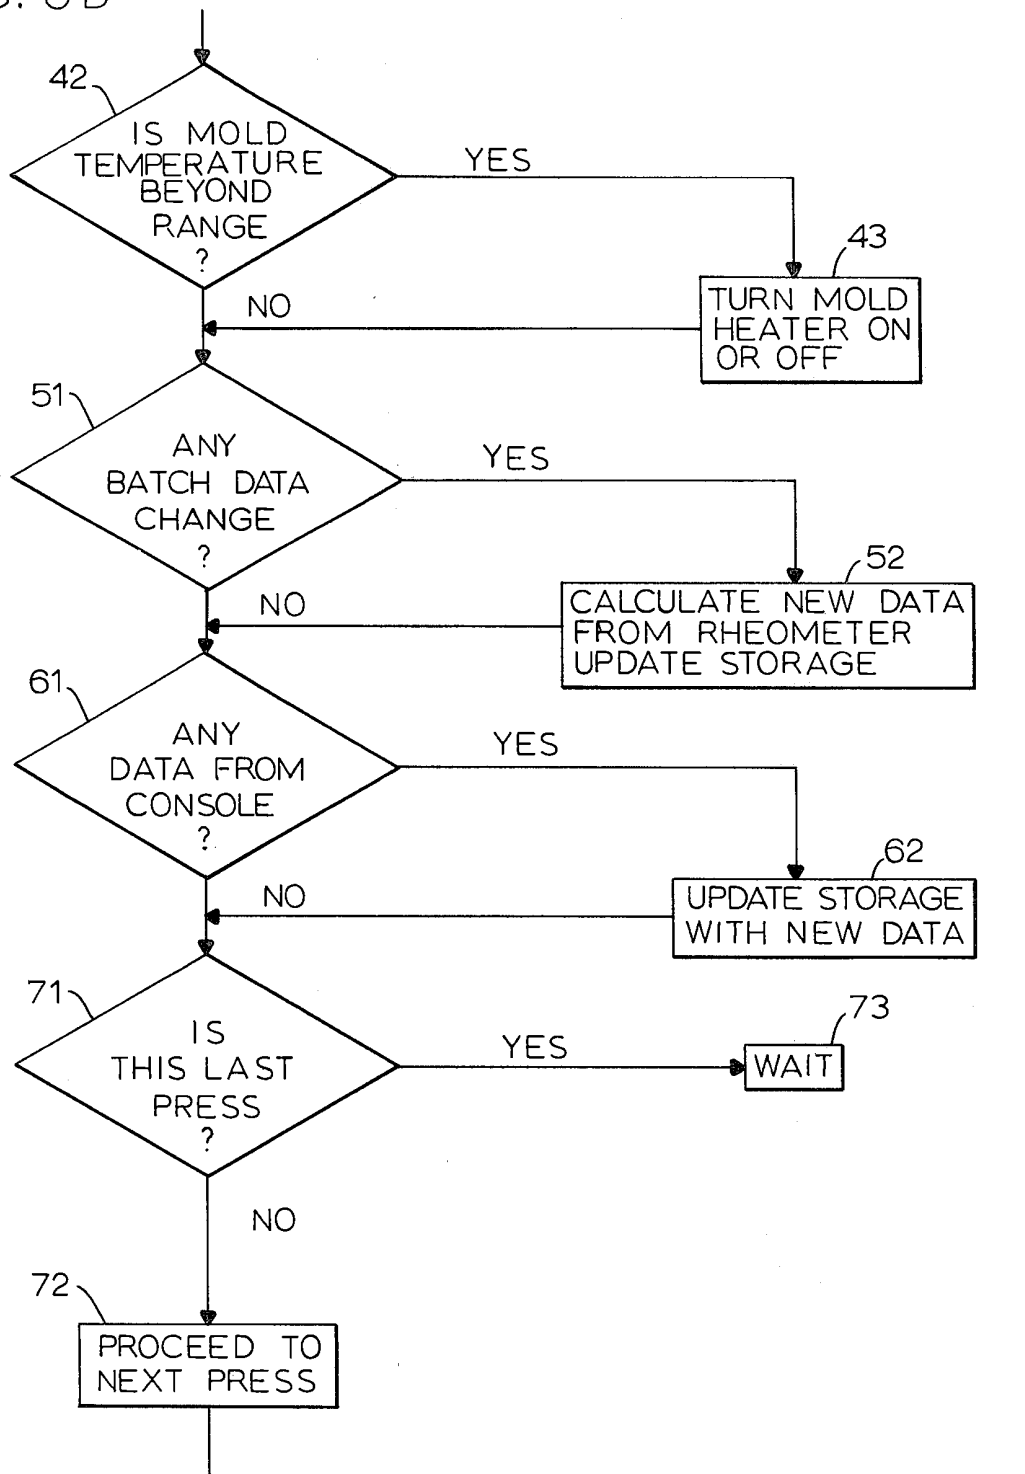 42
IS MOLD
TEMPERATURE
BEYOND
RANGE
?
YES
43
TURN MOLD
HEATER ON
OR OFF
NO
51
ANY
BATCH DATA
CHANGE
?
YES
52
CALCULATE NEW DATA
FROM RHEOMETER
UPDATE STORAGE
NO
61
ANY
DATA FROM
CONSOLE
?
YES
62
UPDATE STORAGE
WITH NEW DATA
NO
71
IS
THIS LAST
PRESS
?
YES
73
WAIT
NO
72
PROCEED TO
NEXT PRESS